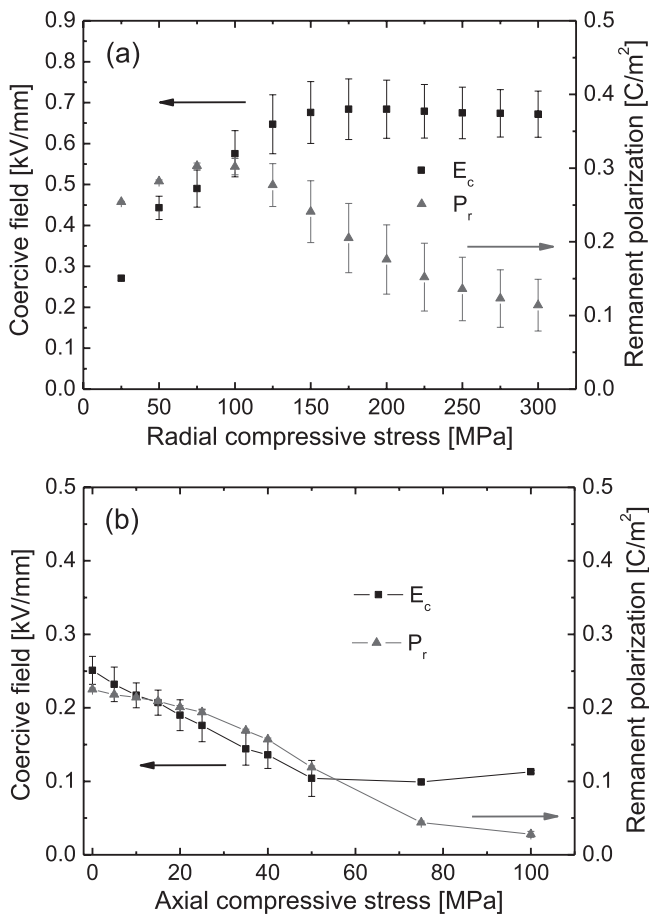 (a)
Coercive field [kV/mm]
0.9
0.8
0.7
0.6
0.5
0.4
0.3
0.2
0.1
0.0
0.5
0.4
0.3
0.2
0.1
0.0
Remanent polarization [C/m²]
E_c
P_r
0 50 100 150 200 250 300
Radial compressive stress [MPa]
(b)
Coercive field [kV/mm]
0.5
0.4
0.3
0.2
0.1
0.0
0.5
0.4
0.3
0.2
0.1
0.0
Remanent polarization [C/m²]
E_c
P_r
0 20 40 60 80 100
Axial compressive stress [MPa]